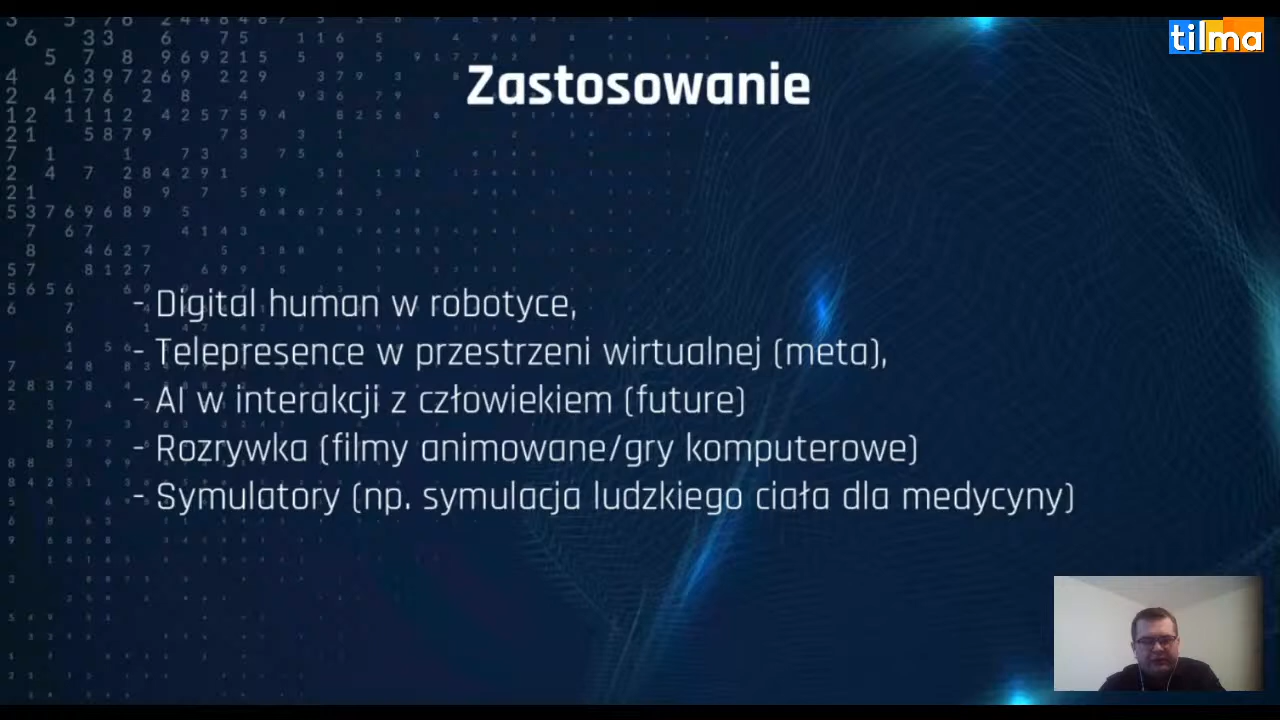 tilma
Zastosowanie
- Digital human w robotyce,
- Telepresence w przestrzeni wirtualnej (meta),
- AI w interakcji z człowiekiem (future)
- Rozrywka (filmy animowane/gry komputerowe)
- Symulatory (np. symulacja ludzkiego ciała dla medycyny)